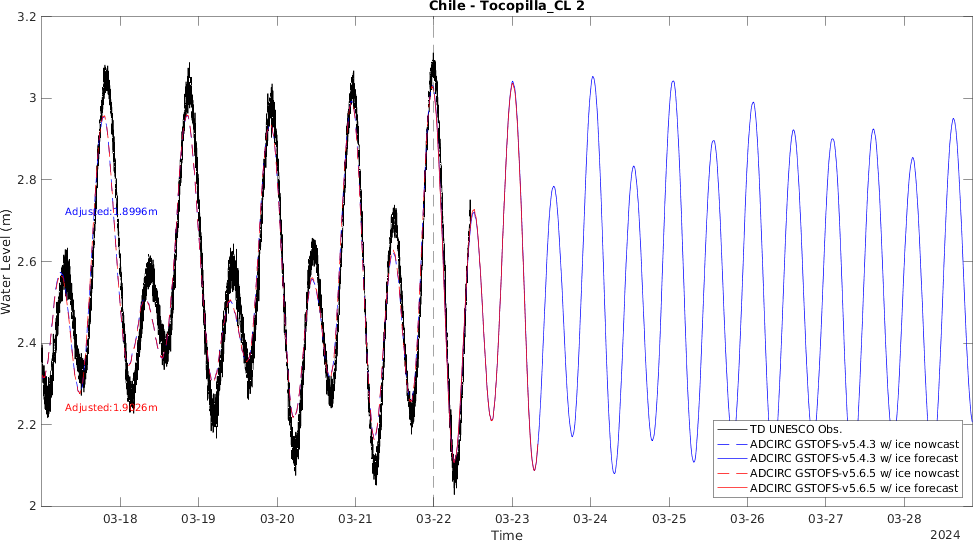 Chile - Tocopilla_CL 2
3.2
3
2.8
2.6
2.4
2.2
2
Water Level (m)
Adjusted:1.8996m
TD UNESCO Obs.
ADCIRC GSTOFS-v5.4.3 w/ ice nowcast
ADCIRC GSTOFS-v5.4.3 w/ ice forecast
ADCIRC GSTOFS-v5.6.5 w/ ice nowcast
ADCIRC GSTOFS-v5.6.5 w/ ice forecast
03-18 03-19 03-20 03-21 03-22 03-23 03-24 03-25 03-26 03-27 03-28
Time
2024